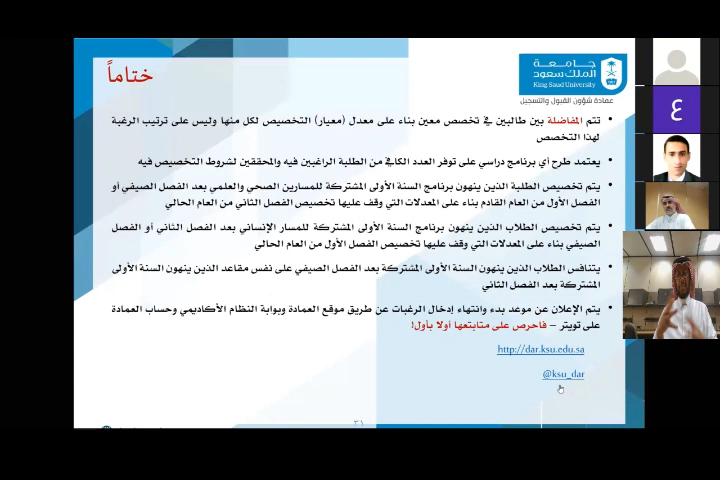 ختاماً
جامعة
الملك سعود
King Saud University
عمادة شؤون القبول والتسجيل
• تتم المفاضلة بين طالبين في تخصص معين بناء على معدل (معيار) التخصيص لكل منها وليس على ترتيب الرغبة
لهذا التخصص
• يعتمد طرح أي برنامج دراسي على توفر العدد الكافي من الطلبة الراغبين فيه والمحققين لشروط التخصيص فيه
• يتم تخصيص الطلبة الذين ينهون برنامج السنة الأولى المشتركة للمسارين الصحي والعلمي بعد الفصل الصيفي أو
الفصل الأول من العام القادم بناء على المعدلات التي وقف عليها تخصيص الفصل الثاني من العام الحالي
• يتم تخصيص الطلاب الذين ينهون برنامج السنة الأولى المشتركة للمسار الإنساني بعد الفصل الثاني أو الفصل
الصيفي بناء على المعدلات التي وقف عليها تخصيص الفصل الأول من العام الحالي
• يتنافس الطلاب الذين ينهون السنة الأولى المشتركة بعد الفصل الصيفي على نفس مقاعد الذين ينهون السنة الأولى
المشتركة بعد الفصل الثاني
• يتم الإعلان عن موعد بدء وانتهاء إدخال الرغبات عن طريق موقع العمادة وبوابة النظام الأكاديمي وحساب العمادة
على تويتر – فاحرص على متابعتها أولا بأول!
http://dar.ksu.edu.sa
@ksu_dar
٣١
ع